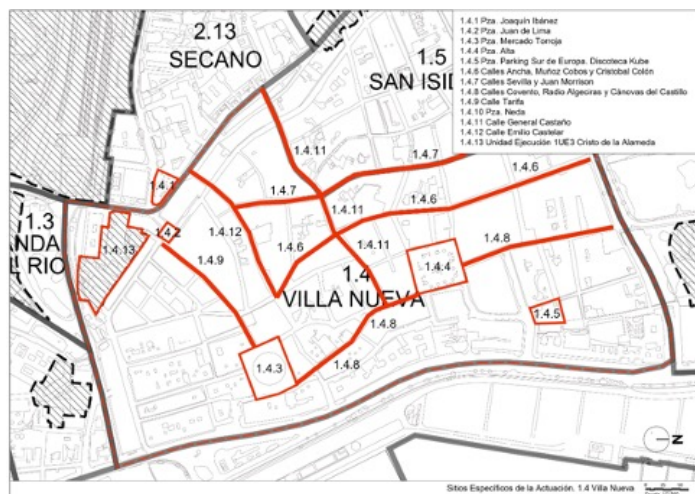 2.13
SECANO
1.5
SAN ISID
1.4.1 Pza. Joaquín Ibánez
1.4.2 Pza. Juan de Lima
1.4.3 Pza. Mercado Torroja
1.4.4 Pza. Alta
1.4.5 Pza. Parking Sur de Europa. Discoteca Kube
1.4.6 Calles Ancha, Muñoz Cobos y Cristobal Colón
1.4.7 Calles Sevilla y Juan Morrison
1.4.8 Calles Covento, Radio Algeciras y Cánovas del Castillo
1.4.9 Calle Tarifa
1.4.10 Pza. Neda
1.4.11 Calle General Castaño
1.4.12 Calle Emilio Castelar
1.4.13 Unidad Ejecución 1UE3 Cristo de la Alameda
1.4.11
1.4.7
1.4.6
1.4.1
1.4.7
1.4.6
1.4.11
1.3
ANDA
L RIO
1.4.13
1.4.2
1.4.12
1.4.9
1.4.6
1.4.11
1.4.8
1.4.4
1.4
VILLA NUEVA
1.4.8
1.4.5
1.4.3
1.4.8
N
Sitios Específicos de la Actuación. 1.4 Villa Nueva